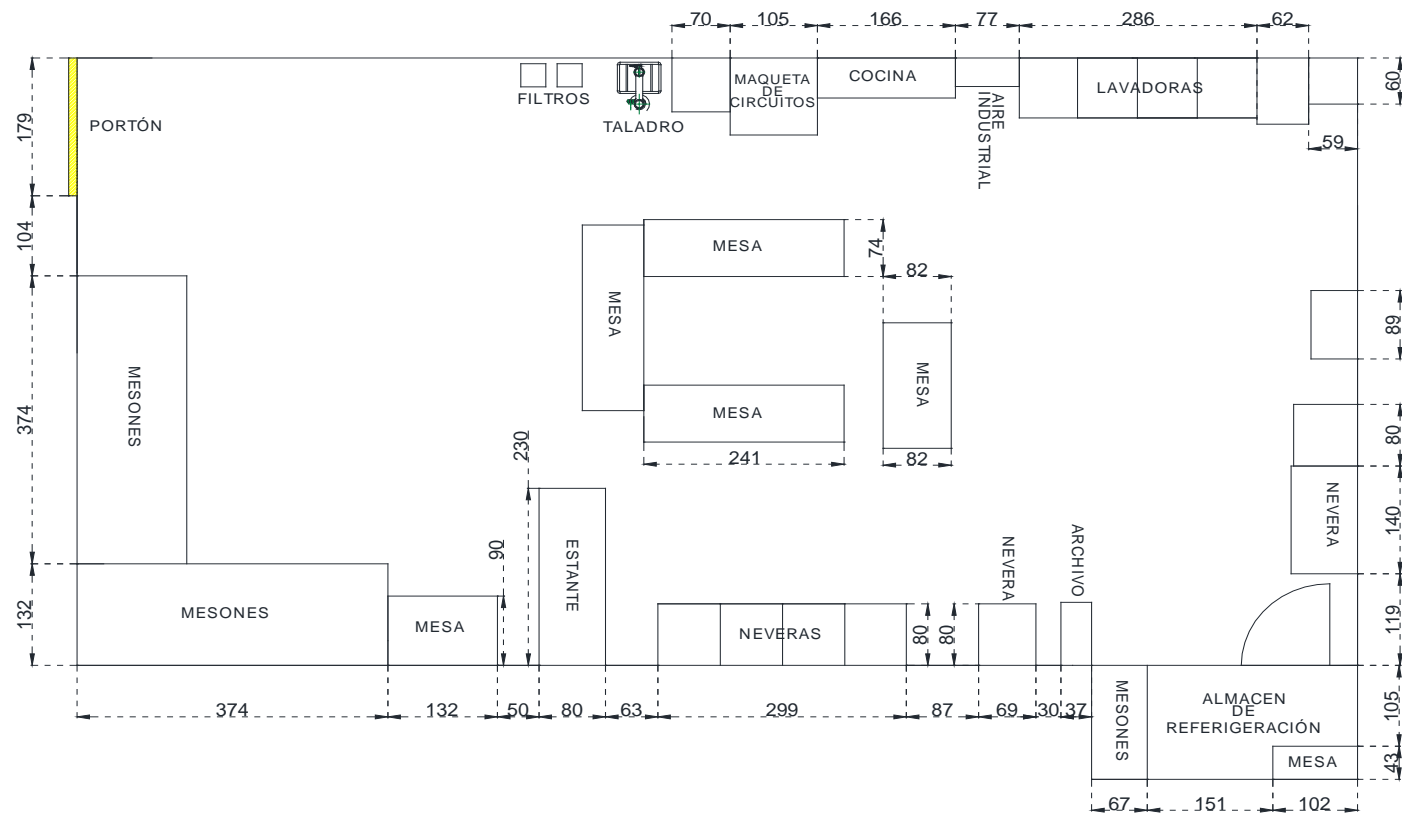 70
105
166
77
286
62
60
59
179
104
374
132
PORTÓN
FILTROS
TALADRO
MAQUETA
DE
CIRCUITOS
COCINA
AIRE
INDUSTRIAL
LAVADORAS
MESA
74
82
MESA
MESA
MESA
241
82
89
80
140
119
NEVERA
MESONES
MESONES
MESA
90
230
ESTANTE
NEVERAS
80
80
NEVERA
ARCHIVO
374
132
50
80
63
299
87
69
30
37
MESONES
ALMACEN
DE
REFERIGERACIÓN
MESA
105
43
67
151
102